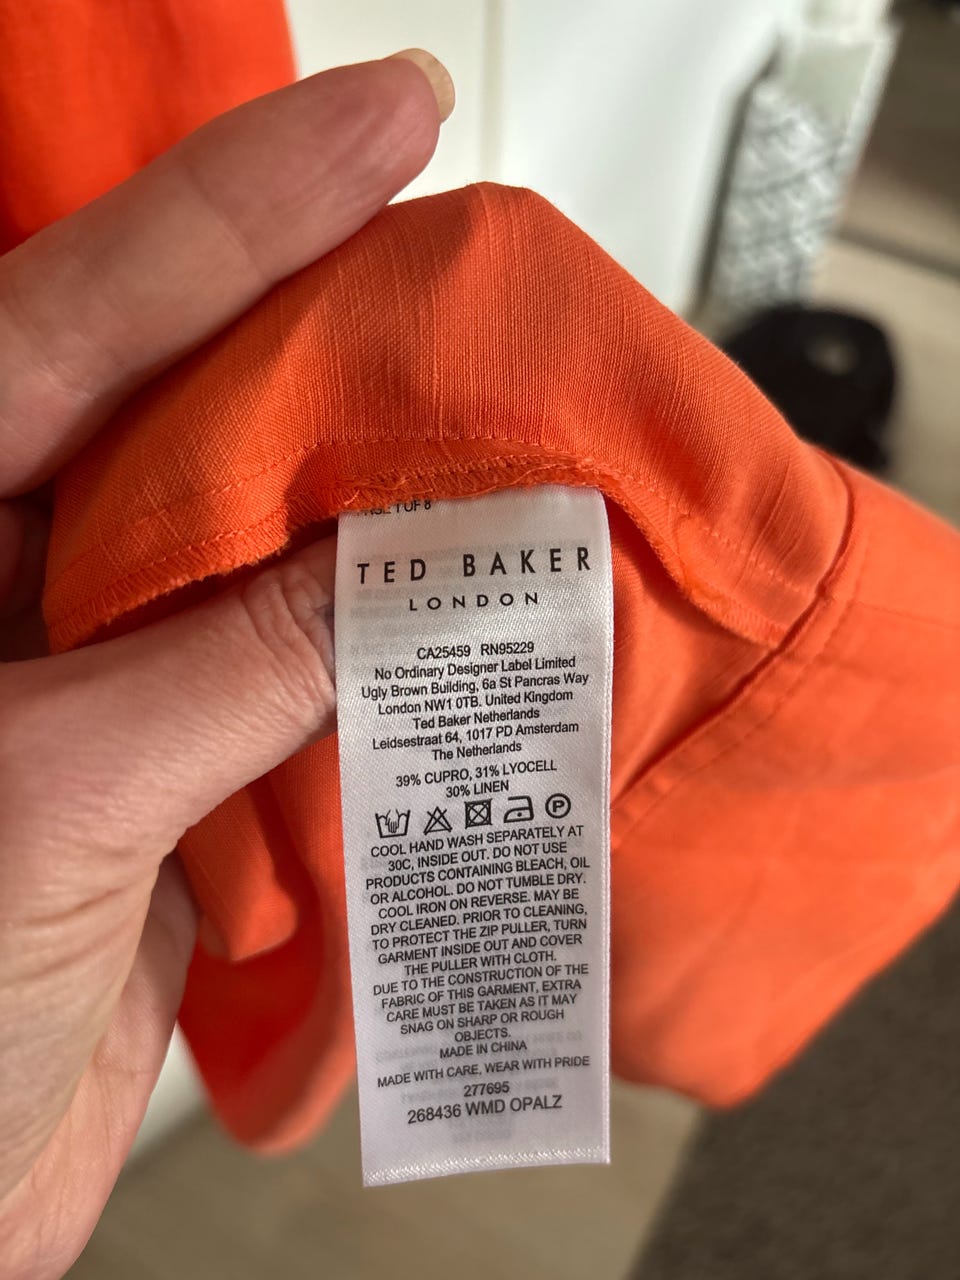 1 OF 8
TED BAKER
LONDON
CA25459 RN95229
No Ordinary Designer Label Limited
Ugly Brown Building, 6a St Pancras Way
London NW1 0TB. United Kingdom
Ted Baker Netherlands
Leidsestraat 64, 1017 PD Amsterdam
The Netherlands
39% CUPRO, 31% LYOCELL
30% LINEN
P
COOL HAND WASH SEPARATELY AT
30C, INSIDE OUT. DO NOT USE
PRODUCTS CONTAINING BLEACH, OIL
OR ALCOHOL. DO NOT TUMBLE DRY.
COOL IRON ON REVERSE. MAY BE
DRY CLEANED. PRIOR TO CLEANING,
TO PROTECT THE ZIP PULLER, TURN
GARMENT INSIDE OUT AND COVER
THE PULLER WITH CLOTH.
DUE TO THE CONSTRUCTION OF THE
FABRIC OF THIS GARMENT, EXTRA
CARE MUST BE TAKEN AS IT MAY
SNAG ON SHARP OR ROUGH
OBJECTS.
MADE IN CHINA
MADE WITH CARE, WEAR WITH PRIDE
277695
268436 WMD OPALZ